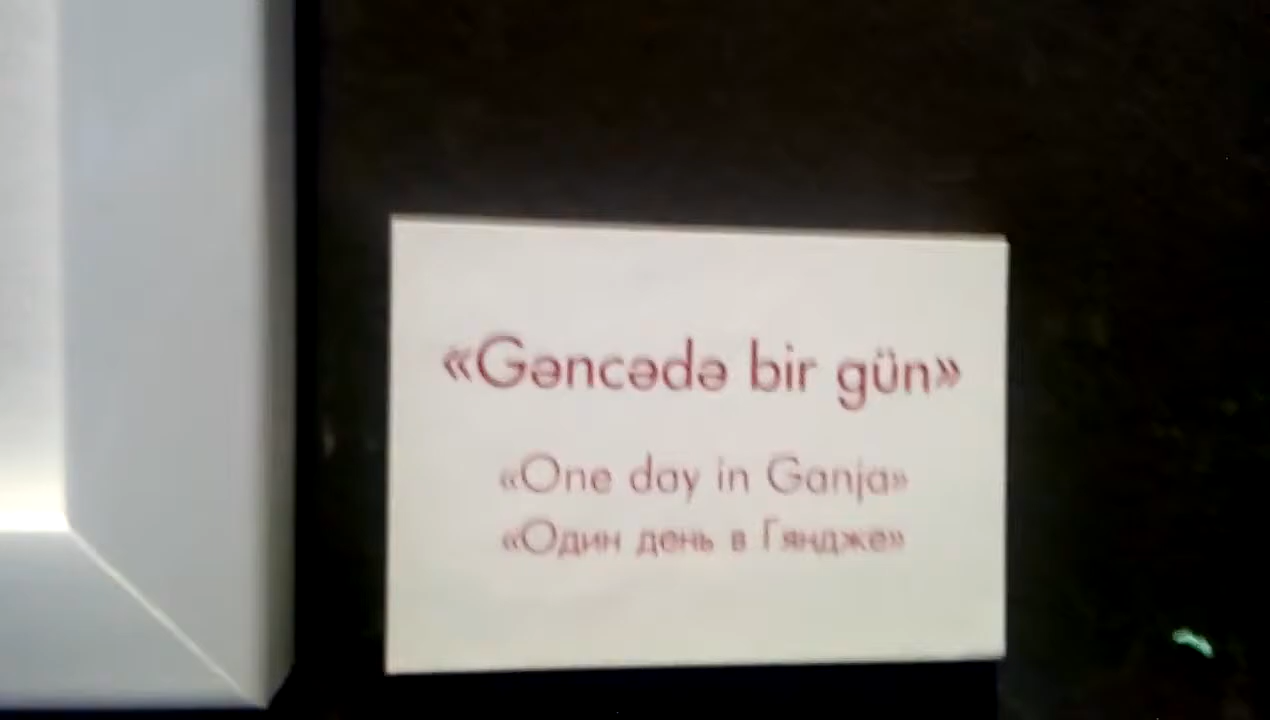 «Gəncədə bir gün»
«One day in Ganja»
«Один день в Гяндже»